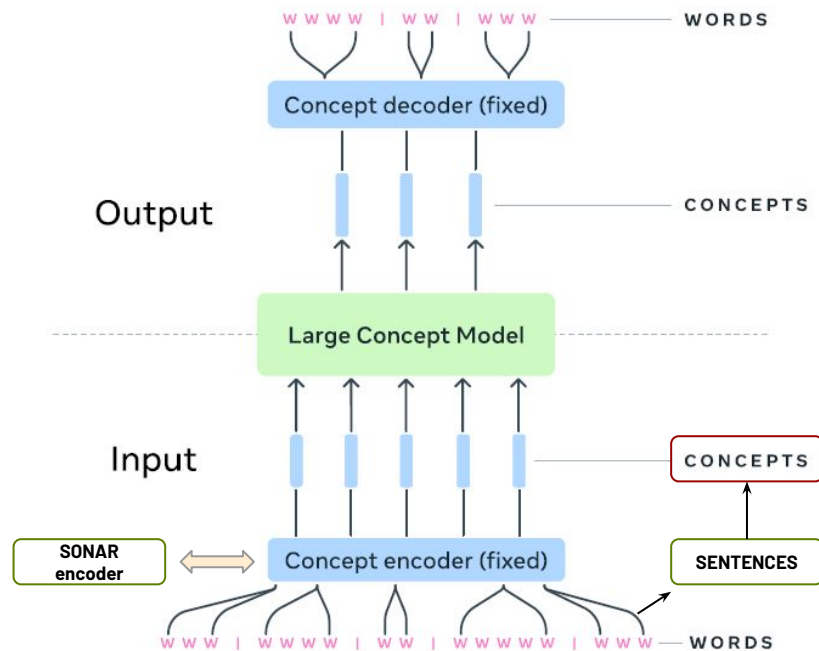 W W W W | W W | W W W
WORDS
Concept decoder (fixed)
Output
CONCEPTS
Large Concept Model
Input
CONCEPTS
SONAR
encoder
Concept encoder (fixed)
SENTENCES
W W W | W W W W | W W | W W W W W | W W W
WORDS